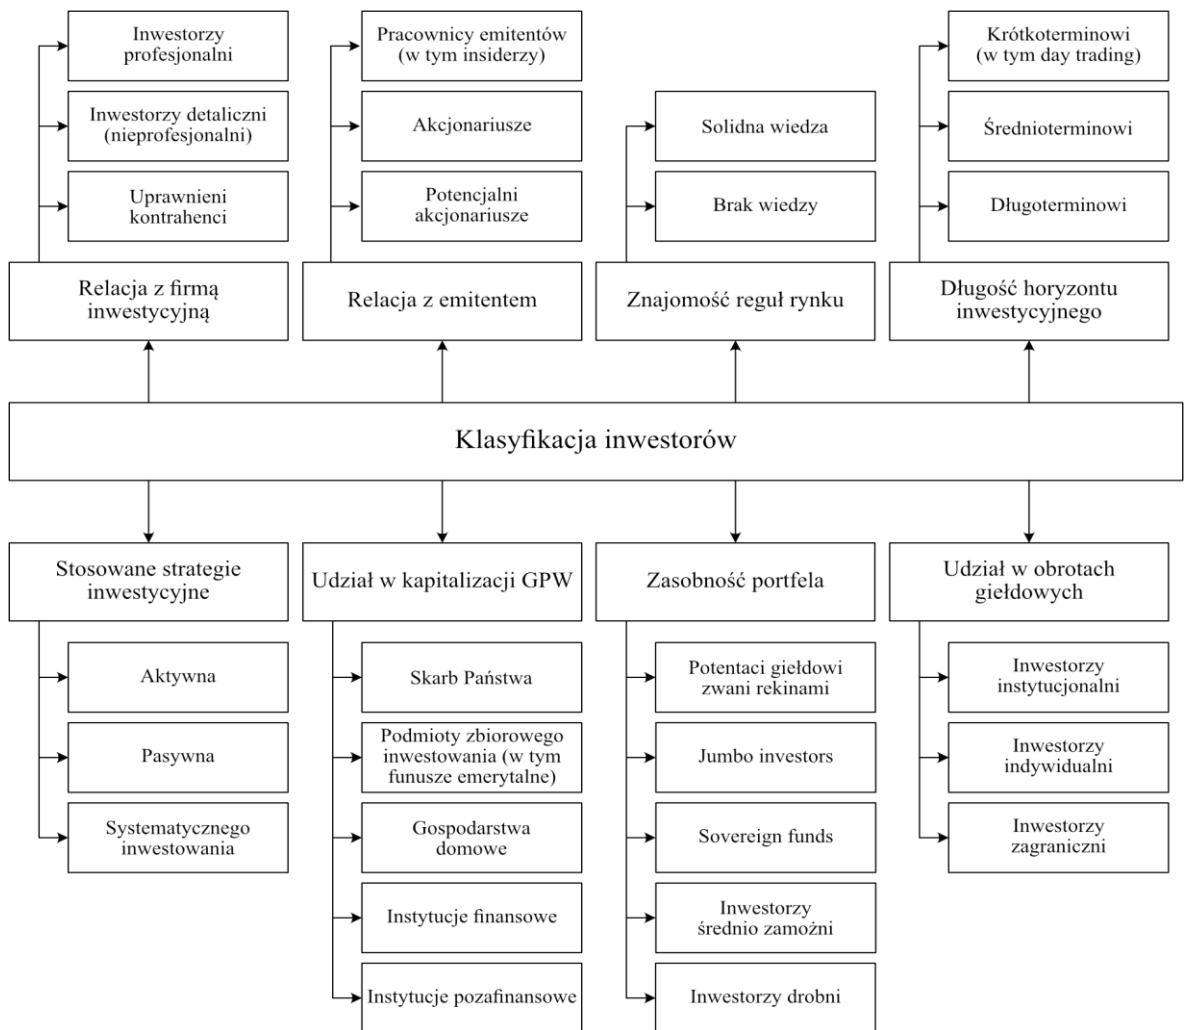 Inwestorzy
profesjonalni
Inwestorzy detaliczni
(nieprofesjonalni)
Uprawnieni
kontrahenci
Relacja z firmą
inwestycyjną
Pracownicy emitentów
(w tym insiderzy)
Akcjonariusze
Potencjalni
akcjonariusze
Relacja z emitentem
Solidna wiedza
Brak wiedzy
Znajomość reguł rynku
Krótkoterminowi
(w tym day trading)
Średnioterminowi
Długoterminowi
Długość horyzontu
inwestycyjnego
Klasyfikacja inwestorów
Stosowane strategie
inwestycyjne
Aktywna
Pasywna
Systematycznego
inwestowania
Udział w kapitalizacji GPW
Skarb Państwa
Podmioty zbiorowego
inwestowania (w tym
funusze emerytalne)
Gospodarstwa
domowe
Instytucje finansowe
Instytucje pozafinansowe
Zasobność portfela
Potentaci giełdowi
zwani rekinami
Jumbo investors
Sovereign funds
Inwestorzy
średnio zamożni
Inwestorzy drobni
Udział w obrotach
giełdowych
Inwestorzy
instytucjonalni
Inwestorzy
indywidualni
Inwestorzy
zagraniczni